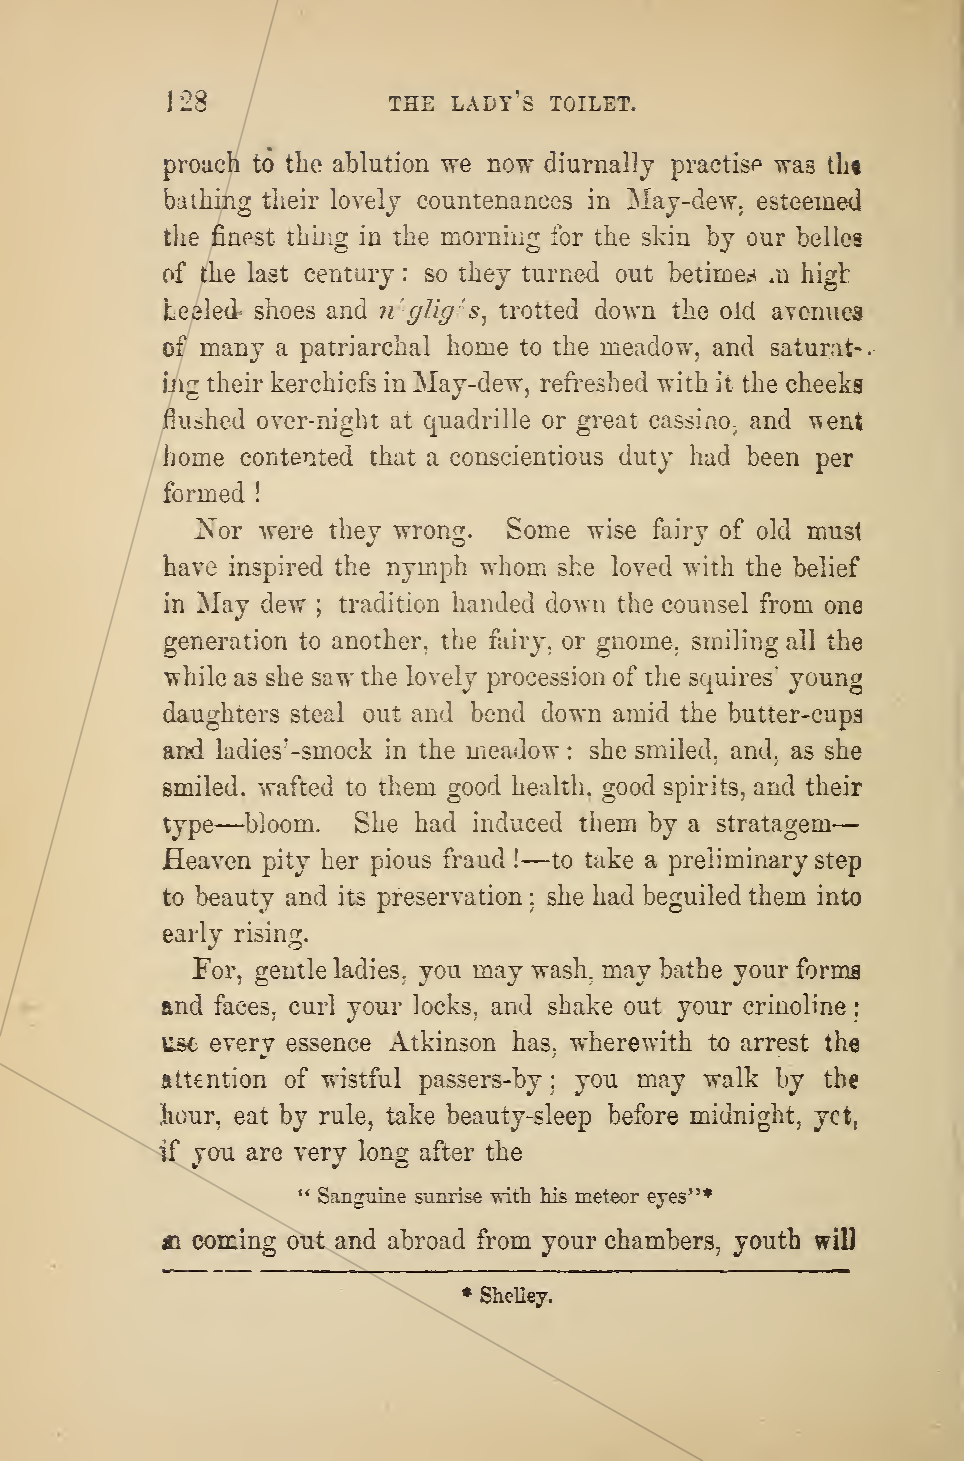 128 THE LADY'S TOILET.
proach to the ablution we now diurnally practise was the
bathing their lovely countenances in May-dew, esteemed
the finest thing in the morning for the skin by our belles
of the last century: so they turned out betimes in high
heeled shoes and négligés, trotted down the old avenues
of many a patriarchal home to the meadow, and saturat-
ing their kerchiefs in May-dew, refreshed with it the cheeks
flushed over-night at quadrille or great cassino, and went
home contented that a conscientious duty had been per
formed!
Nor were they wrong. Some wise fairy of old must
have inspired the nymph whom she loved with the belief
in May dew; tradition handed down the counsel from one
generation to another, the fairy, or gnome, smiling all the
while as she saw the lovely procession of the squires' young
daughters steal out and bend down amid the butter-cups
and ladies'-smock in the meadow: she smiled, and, as she
smiled, wafted to them good health, good spirits, and their
type—bloom. She had induced them by a stratagem—
Heaven pity her pious fraud!—to take a preliminary step
to beauty and its preservation; she had beguiled them into
early rising.
For, gentle ladies, you may wash, may bathe your forms
and faces, curl your locks, and shake out your crinoline;
use every essence Atkinson has, wherewith to arrest the
attention of wistful passers-by; you may walk by the
hour, eat by rule, take beauty-sleep before midnight, yet,
if you are very long after the
"Sanguine sunrise with his meteor eyes"*
in coming out and abroad from your chambers, youth will
* Shelley.